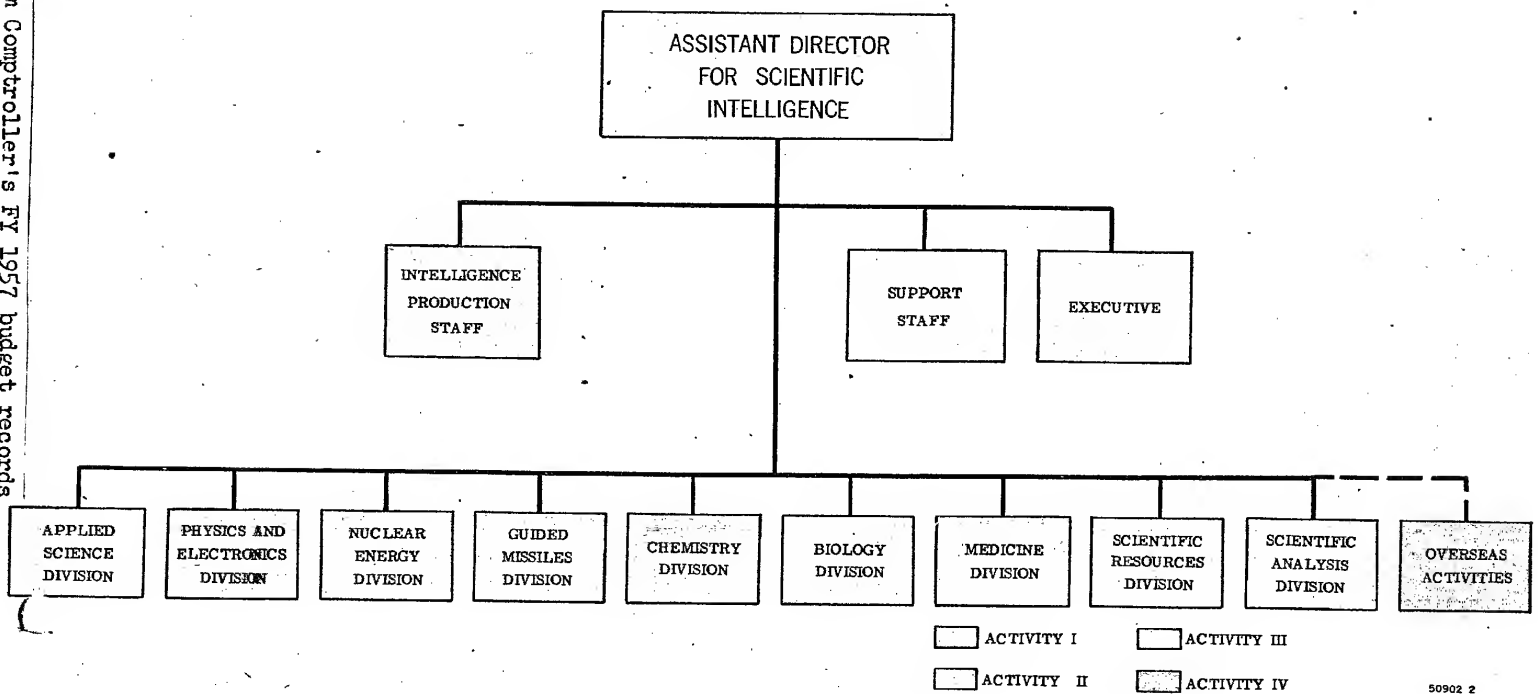 n Comptroller's FY 1957 budget records
ASSISTANT DIRECTOR
FOR SCIENTIFIC
INTELLIGENCE
INTELLIGENCE
PRODUCTION
STAFF
SUPPORT
STAFF
EXECUTIVE
APPLIED
SCIENCE
DIVISION
PHYSICS AND
ELECTRONICS
DIVISION
NUCLEAR
ENERGY
DIVISION
GUIDED
MISSILES
DIVISION
CHEMISTRY
DIVISION
BIOLOGY
DIVISION
MEDICINE
DIVISION
SCIENTIFIC
RESOURCES
DIVISION
SCIENTIFIC
ANALYSIS
DIVISION
OVERSEAS
ACTIVITIES
ACTIVITY I
ACTIVITY III
ACTIVITY II
ACTIVITY IV
50902 2